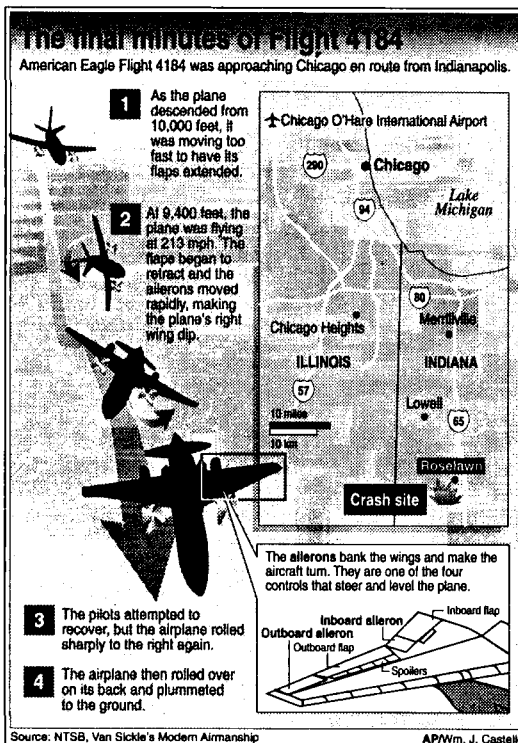 The final minutes of Flight 4184
American Eagle Flight 4184 was approaching Chicago en route from Indianapolis.
1
As the plane
descended from
10,000 feet, it
was moving too
fast to have its
flaps extended.
2
At 9,400 feet, the
plane was flying
at 213 mph. The
flaps began to
retract and the
ailerons moved
rapidly, making
the plane's right
wing dip.
3
The pilots attempted to
recover, but the airplane rolled
sharply to the right again.
4
The airplane then rolled over
on its back and plummeted
to the ground.
Chicago O'Hare International Airport
290
Chicago
94
Lake
Michigan
80
Chicago Heights
Merrillville
ILLINOIS
INDIANA
57
Lowell
65
10 miles
10 km
Roselawn
Crash site
The ailerons bank the wings and make the
aircraft turn. They are one of the four
controls that steer and level the plane.
Inboard flap
Inboard aileron
Outboard aileron
Outboard flap
Spoilers
Source: NTSB, Van Sickle's Modern Airmanship
AP/Wm. J. Castello